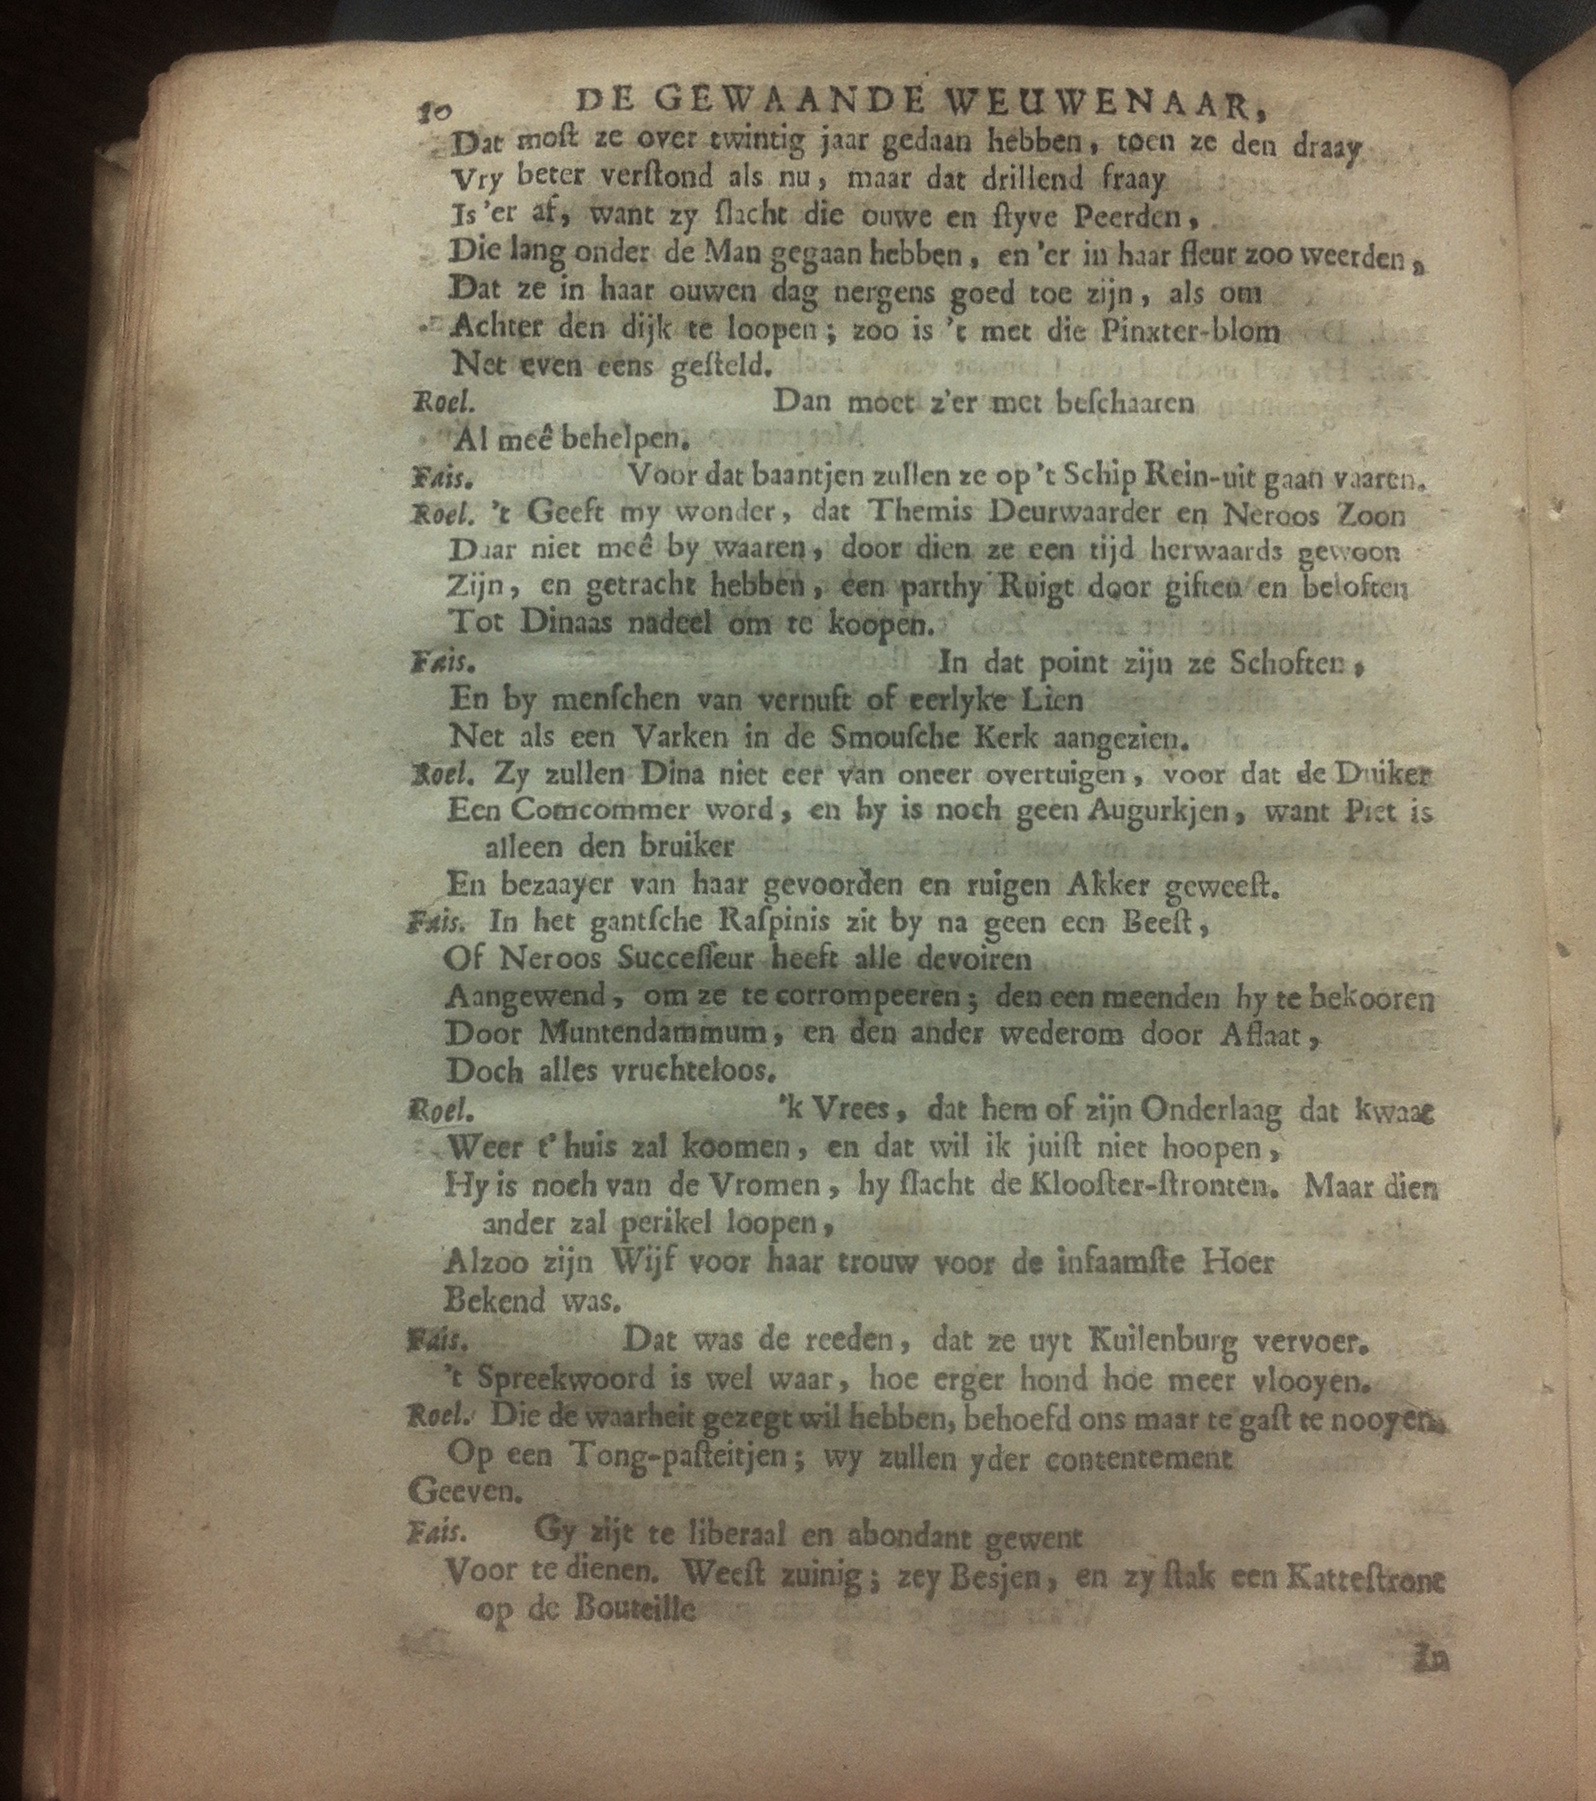 10 DE GEWAANDE WEUWENAAR,
Dat moſt ze over twintig jaar gedaan hebben, toen ze den draay
Vry beter verſtond als nu, maar dat drillend fraay
Is 'er af, want zy ſlacht die ouwe en ſtyve Peerden,
Die lang onder de Man gegaan hebben, en 'er in haar fleur zoo weerden,
Dat ze in haar ouwen dag nergens goed toe zijn, als om
Achter den dijk te loopen; zoo is 't met die Pinxter-blom
Net even eens geſteld.
Roel. Dan moet z'er met beſchaaren
Al meê behelpen.
Fais. Voor dat baantjen zullen ze op 't Schip Rein-uit gaan vaaren.
Roel. 't Geeft my wonder, dat Themis Deurwaarder en Neroos Zoon
Daar niet meê by waaren, door dien ze een tijd herwaards gewoon
Zijn, en getracht hebben, een parthy Ruigt door giften en beloften
Tot Dinaas nadeel om te koopen.
Fais. In dat point zijn ze Schoften,
En by menſchen van vernuft of eerlyke Lien
Net als een Varken in de Smouſche Kerk aangezien.
Roel. Zy zullen Dina niet eer van oneer overtuigen, voor dat de Duiker
Een Comcommer word, en hy is noch geen Augurkjen, want Piet is
alleen den bruiker
En bezaayer van haar gevoorden en ruigen Akker geweeſt.
Fais. In het gantſche Raſpinis zit by na geen een Beeſt,
Of Neroos Succeſſeur heeft alle devoiren
Aangewend, om ze te corrompeeren; den een meenden hy te bekooren
Door Muntendammum, en den ander wederom door Aflaat,
Doch alles vruchteloos.
Roel. 'k Vrees, dat hem of zijn Onderlaag dat kwaat
Weer t'huis zal koomen, en dat wil ik juiſt niet hoopen,
Hy is noch van de Vromen, hy ſlacht de Klooſter-ſtronten. Maar dien
ander zal perikel loopen,
Alzoo zijn Wijf voor haar trouw voor de infaamſte Hoer
Bekend was.
Fais. Dat was de reeden, dat ze uyt Kuilenburg vervoer.
't Spreekwoord is wel waar, hoe erger hond hoe meer vlooyen.
Roel. Die de waarheit gezegt wil hebben, behoefd ons maar te gaſt te nooyen
Op een Tong-paſteitjen; wy zullen yder contentement
Geeven.
Fais. Gy zijt te liberaal en abondant gewent
Voor te dienen. Weeſt zuinig; zey Besjen, en zy ſtak een Katteſtront
op de Bouteille
In